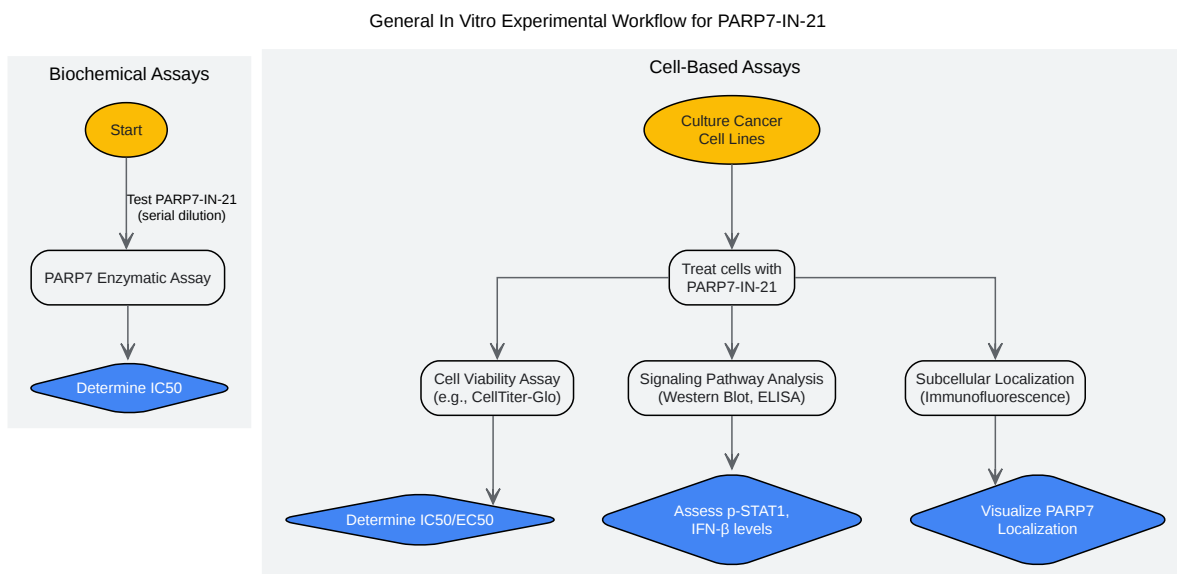 General In Vitro Experimental Workflow for PARP7-IN-21
Biochemical Assays
Start
Test PARP7-IN-21
(serial dilution)
PARP7 Enzymatic Assay
Determine IC50
Cell-Based Assays
Culture Cancer
Cell Lines
Treat cells with
PARP7-IN-21
Cell Viability Assay
(e.g., CellTiter-Glo)
Signaling Pathway Analysis
(Western Blot, ELISA)
Subcellular Localization
(Immunofluorescence)
Determine IC50/EC50
Assess p-STAT1,
IFN-β levels
Visualize PARP7
Localization